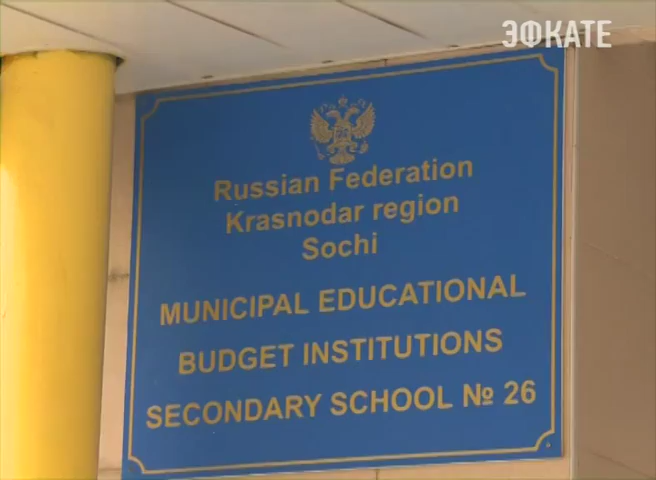 ЭФКАТЕ
Russian Federation
Krasnodar region
Sochi
MUNICIPAL EDUCATIONAL
BUDGET INSTITUTIONS
SECONDARY SCHOOL № 26